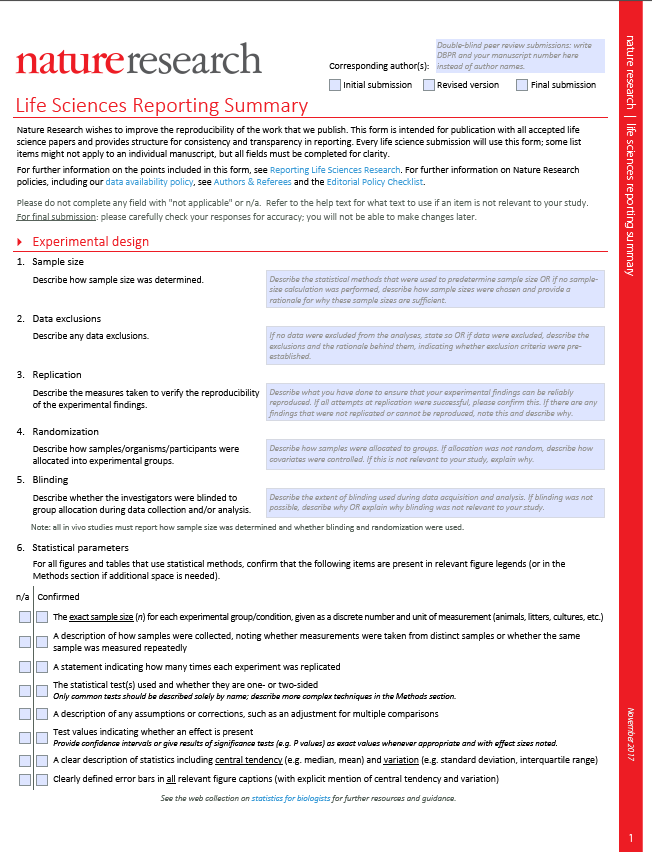 natureresearch
Corresponding author(s):
Double-blind peer review submissions: write
DBPR and your manuscript number here
instead of author names.
Initial submission
Revised version
Final submission
Life Sciences Reporting Summary
Nature Research wishes to improve the reproducibility of the work that we publish. This form is intended for publication with all accepted life
science papers and provides structure for consistency and transparency in reporting. Every life science submission will use this form; some list
items might not apply to an individual manuscript, but all fields must be completed for clarity.
For further information on the points included in this form, see Reporting Life Sciences Research. For further information on Nature Research
policies, including our data availability policy, see Authors & Referees and the Editorial Policy Checklist.
Please do not complete any field with "not applicable" or n/a. Refer to the help text for what text to use if an item is not relevant to your study.
For final submission: please carefully check your responses for accuracy; you will not be able to make changes later.
Experimental design
1. Sample size
Describe how sample size was determined.
Describe the statistical methods that were used to predetermine sample size OR if no sample-
size calculation was performed, describe how sample sizes were chosen and provide a
rationale for why these sample sizes are sufficient.
2. Data exclusions
Describe any data exclusions.
If no data were excluded from the analyses, state so OR if data were excluded, describe the
exclusions and the rationale behind them, indicating whether exclusion criteria were pre-
established.
3. Replication
Describe the measures taken to verify the reproducibility
of the experimental findings.
Describe what you have done to ensure that your experimental findings can be reliably
reproduced. If all attempts at replication were successful, please confirm this. If there are any
findings that were not replicated or cannot be reproduced, note this and describe why.
4. Randomization
Describe how samples/organisms/participants were
allocated into experimental groups.
Describe how samples were allocated to groups. If allocation was not random, describe how
covariates were controlled. If this is not relevant to your study, explain why.
5. Blinding
Describe whether the investigators were blinded to
group allocation during data collection and/or analysis.
Describe the extent of blinding used during data acquisition and analysis. If blinding was not
possible, describe why OR explain why blinding was not relevant to your study.
Note: all in vivo studies must report how sample size was determined and whether blinding and randomization were used.
6. Statistical parameters
For all figures and tables that use statistical methods, confirm that the following items are present in relevant figure legends (or in the
Methods section if additional space is needed).
n/a Confirmed
The exact sample size (n) for each experimental group/condition, given as a discrete number and unit of measurement (animals, litters, cultures, etc.)
A description of how samples were collected, noting whether measurements were taken from distinct samples or whether the same
sample was measured repeatedly
A statement indicating how many times each experiment was replicated
The statistical test(s) used and whether they are one- or two-sided
Only common tests should be described solely by name; describe more complex techniques in the Methods section.
A description of any assumptions or corrections, such as an adjustment for multiple comparisons
Test values indicating whether an effect is present
Provide confidence intervals or give results of significance tests (e.g. P values) as exact values whenever appropriate and with effect sizes noted.
A clear description of statistics including central tendency (e.g. median, mean) and variation (e.g. standard deviation, interquartile range)
Clearly defined error bars in all relevant figure captions (with explicit mention of central tendency and variation)
See the web collection on statistics for biologists for further resources and guidance.
nature research | life sciences reporting summary
November 2017
1